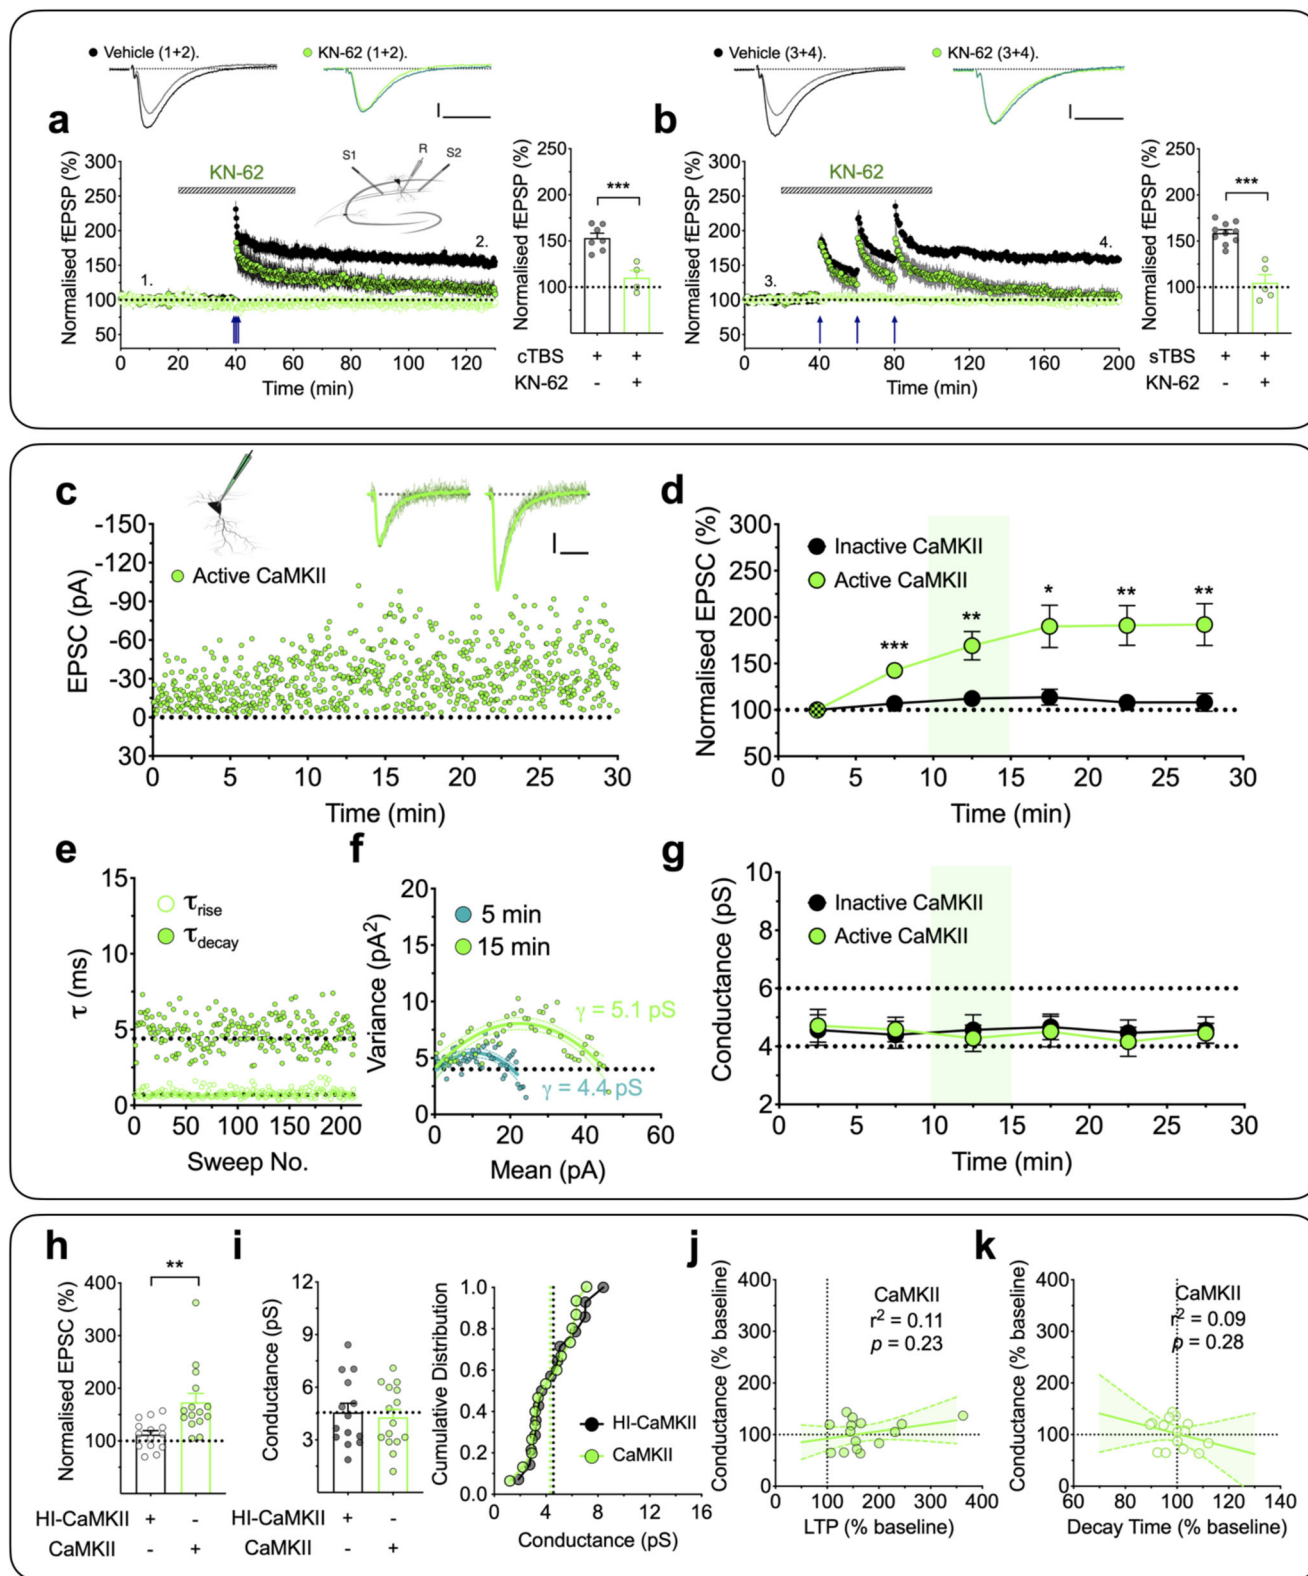 Vehicle (1+2).
KN-62 (1+2).
Vehicle (3+4).
KN-62 (3+4).
a
Normalised fEPSP (%)
300
250
200
150
100
50
KN-62
S1
R
S2
1.
2.
0 20 40 60 80 100 120
Time (min)
Normalised fEPSP (%)
250
200
150
100
***
cTBS + +
KN-62 - +
b
Normalised fEPSP (%)
300
250
200
150
100
50
KN-62
3.
4.
0 40 80 120 160 200
Time (min)
Normalised fEPSP (%)
250
200
150
100
***
sTBS + +
KN-62 - +
c
EPSC (pA)
-150
-120
-90
-60
-30
0
30
Active CaMKII
0 5 10 15 20 25 30
Time (min)
d
Normalised EPSC (%)
300
250
200
150
100
50
Inactive CaMKII
Active CaMKII
*** ** * ** **
0 5 10 15 20 25 30
Time (min)
e
τ (ms)
15
10
5
0
τrise
τdecay
0 50 100 150 200
Sweep No.
f
Variance (pA²)
20
15
10
5
0
5 min
15 min
γ = 5.1 pS
γ = 4.4 pS
0 20 40 60
Mean (pA)
g
Conductance (pS)
10
8
6
4
2
Inactive CaMKII
Active CaMKII
0 5 10 15 20 25 30
Time (min)
h
Normalised EPSC (%)
400
300
200
100
**
HI-CaMKII + -
CaMKII - +
i
Conductance (pS)
12
9
6
3
HI-CaMKII + -
CaMKII - +
Cumulative Distribution
1.0
0.8
0.6
0.4
0.2
0.0
HI-CaMKII
CaMKII
0 4 8 12 16
Conductance (pS)
j
Conductance (% baseline)
400
300
200
100
0
CaMKII
r² = 0.11
p = 0.23
0 100 200 300 400
LTP (% baseline)
k
Conductance (% baseline)
400
300
200
100
0
CaMKII
r² = 0.09
p = 0.28
60 80 100 120 140
Decay Time (% baseline)